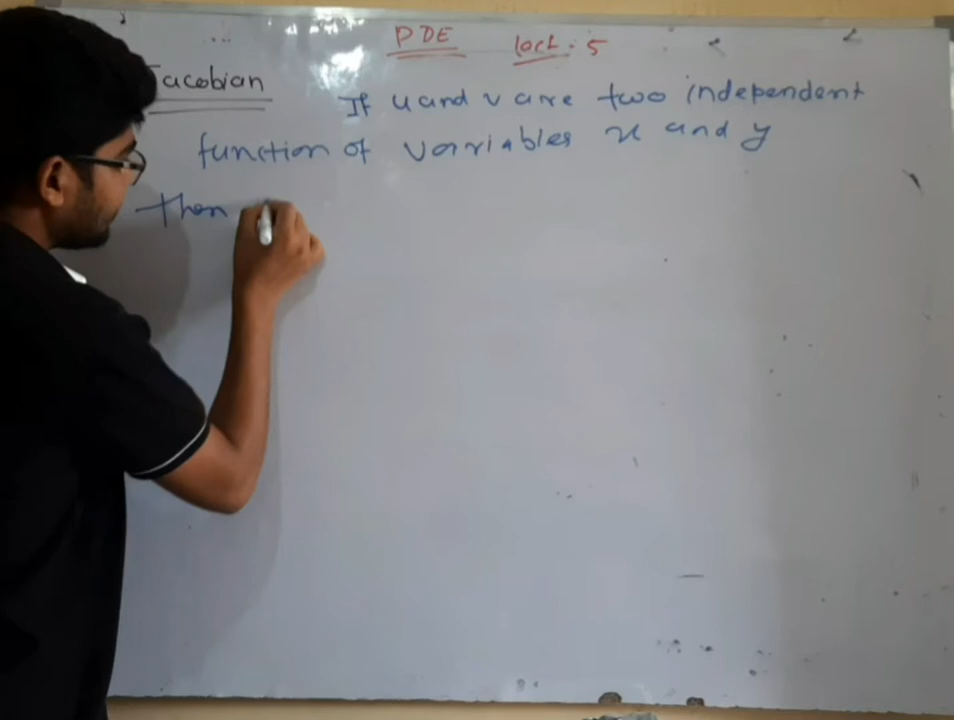 PDE lect. 5
Jacobian
If u and v are two independent
function of variables x and y
then